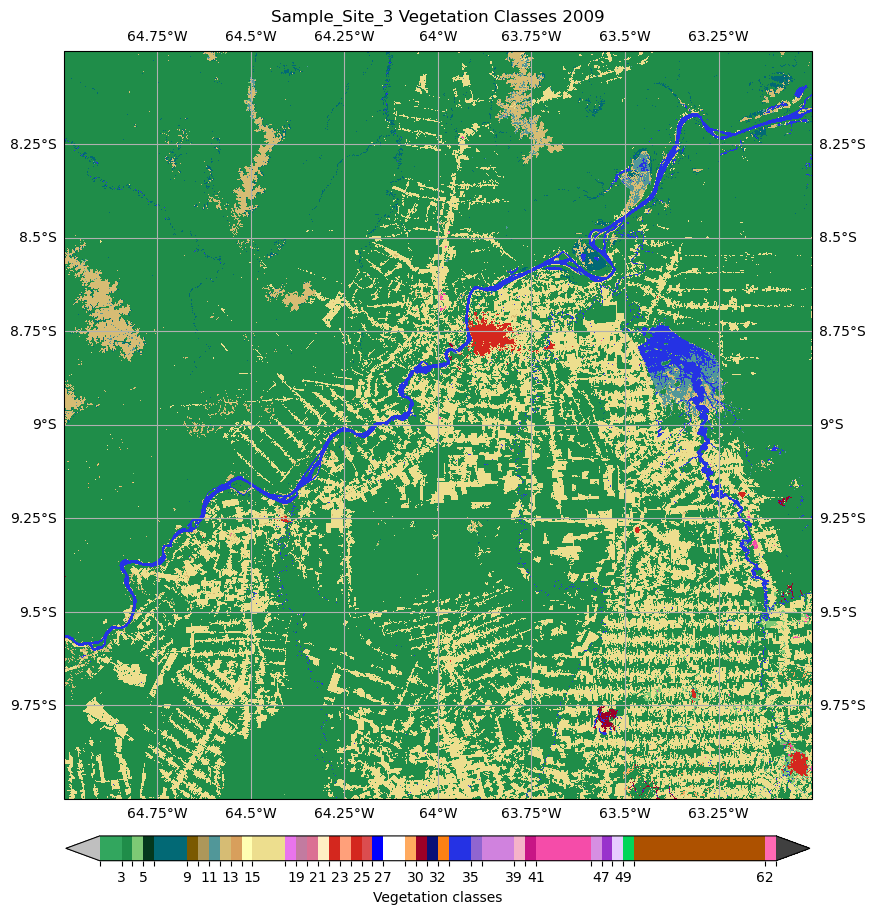 Sample_Site_3 Vegetation Classes 2009
64.75°W 64.5°W 64.25°W 64°W 63.75°W 63.5°W 63.25°W
8.25°S 8.25°S
8.5°S 8.5°S
8.75°S 8.75°S
9°S 9°S
9.25°S 9.25°S
9.5°S 9.5°S
9.75°S 9.75°S
64.75°W 64.5°W 64.25°W 64°W 63.75°W 63.5°W 63.25°W
3 5 9 11 13 15 19 21 23 25 27 30 32 35 39 41 47 49 62
Vegetation classes